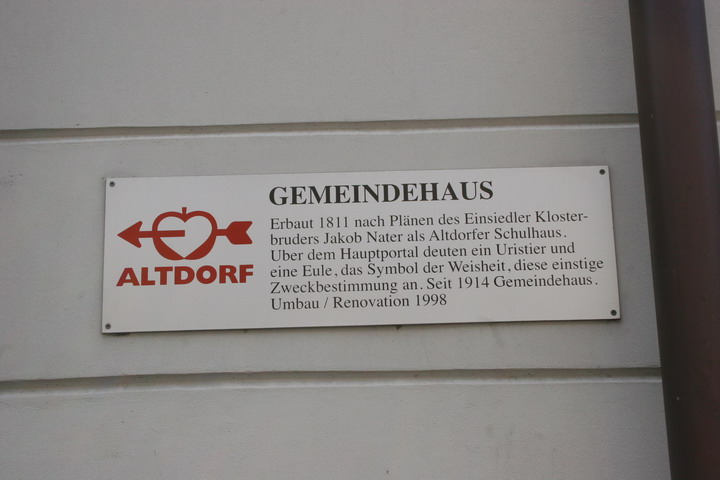 GEMEINDEHAUS
Erbaut 1811 nach Plänen des Einsiedler Kloster-
bruders Jakob Nater als Altdorfer Schulhaus.
Über dem Hauptportal deuten ein Uristier und
eine Eule, das Symbol der Weisheit, diese einstige
Zweckbestimmung an. Seit 1914 Gemeindehaus.
Umbau / Renovation 1998
ALTDORF